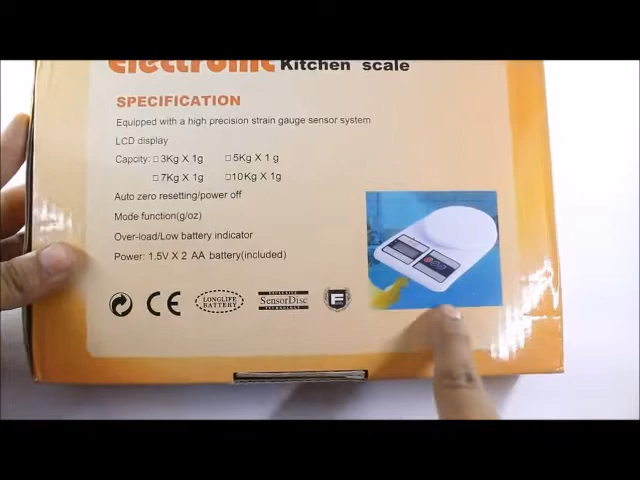 electronic Kitchen scale
SPECIFICATION
Equipped with a high precision strain gauge sensor system
LCD display
Capcity: □ 3Kg X 1g □ 5Kg X 1 g
□ 7Kg X 1g □ 10Kg X 1g
Auto zero resetting/power off
Mode function(g/oz)
Over-load/Low battery indicator
Power: 1.5V X 2 AA battery(included)
CE
LONGLIFE
BATTERY
SensorDisc
TECHNOLOGY
F